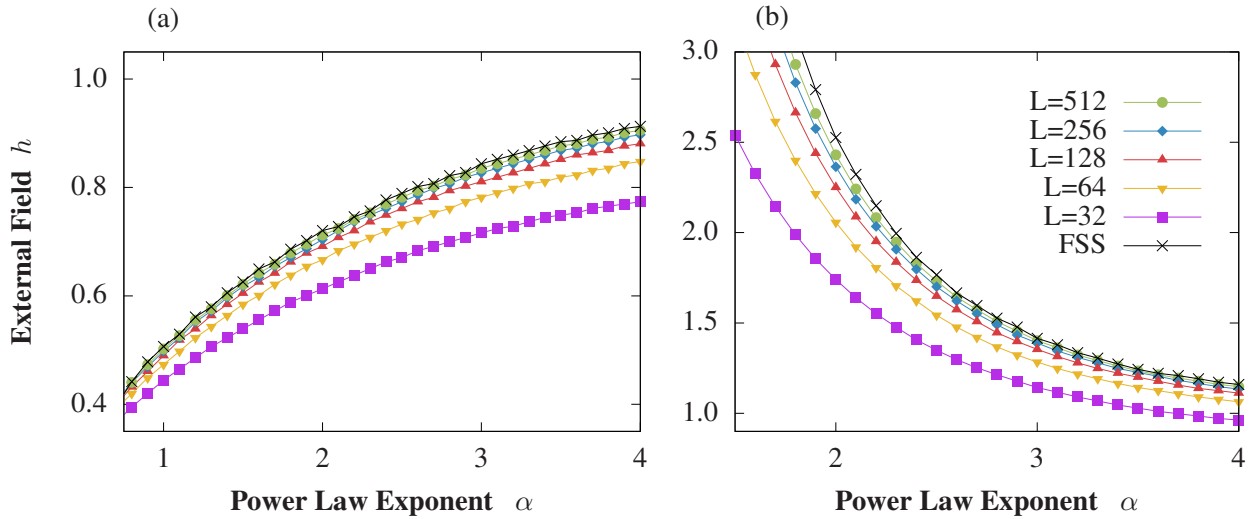 (a)
(b)
External Field h
1.0
0.8
0.6
0.4
1
2
3
4
Power Law Exponent α
3.0
2.5
2.0
1.5
1.0
2
3
4
Power Law Exponent α
L=512
L=256
L=128
L=64
L=32
FSS